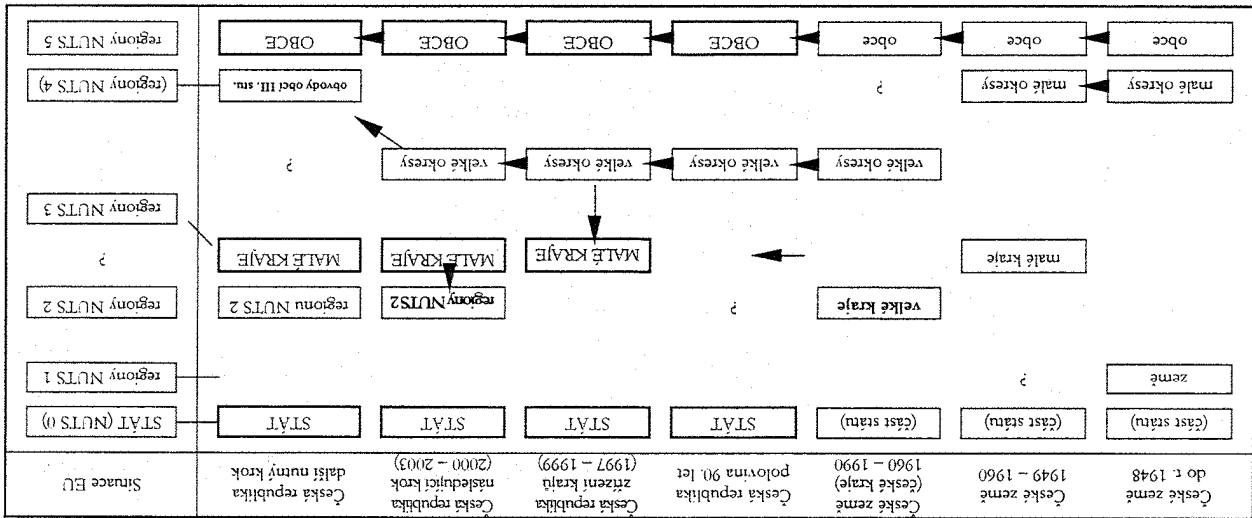 České země
do r. 1948
České země
1949 – 1960
České země
(české kraje)
1960 – 1990
Česká republika
polovina 90. let
Česká republika
zřízení krajů
(1997 – 1999)
Česká republika
následující krok
(2000 – 2003)
Česká republika
další nutný krok
Situace EU
(část státu) (část státu) (část státu) STÁT STÁT STÁT STÁT STÁT (NUTS 0)
země ? regiony NUTS 1
velké kraje ? regiony NUTS2 regionu NUTS 2 regiony NUTS 2
malé kraje MALÉ KRAJE MALÉ KRAJE MALÉ KRAJE ?
regiony NUTS 3
velké okresy velké okresy velké okresy velké okresy ?
malé okresy malé okresy ? obvody obcí III. stu. (regiony NUTS 4)
obce obce obce OBCE OBCE OBCE OBCE regiony NUTS 5